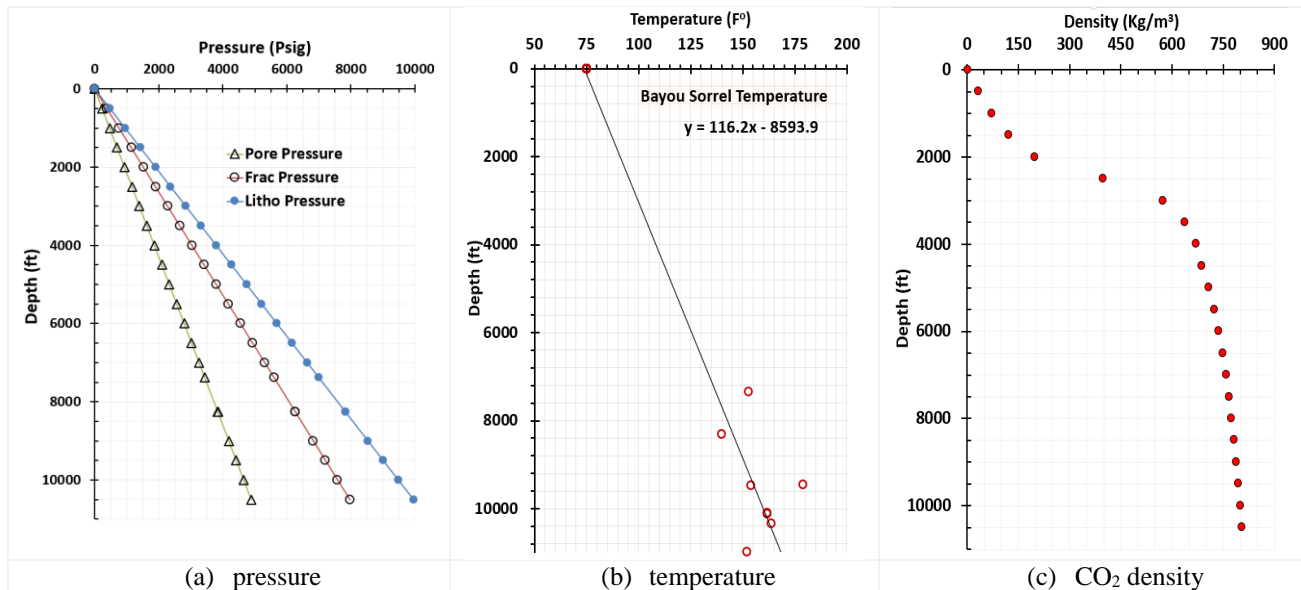 Pressure (Psig)
0 2000 4000 6000 8000 10000
0
2000
4000
6000
8000
10000
Depth (ft)
Pore Pressure
Frac Pressure
Litho Pressure
(a) pressure
Temperature (Fº)
50 75 100 125 150 175 200
0
2000
4000
6000
8000
10000
Depth (ft)
Bayou Sorrel Temperature
y = 116.2x - 8593.9
(b) temperature
Density (Kg/m³)
0 150 300 450 600 750 900
0
2000
4000
6000
8000
10000
Depth (ft)
(c) CO₂ density